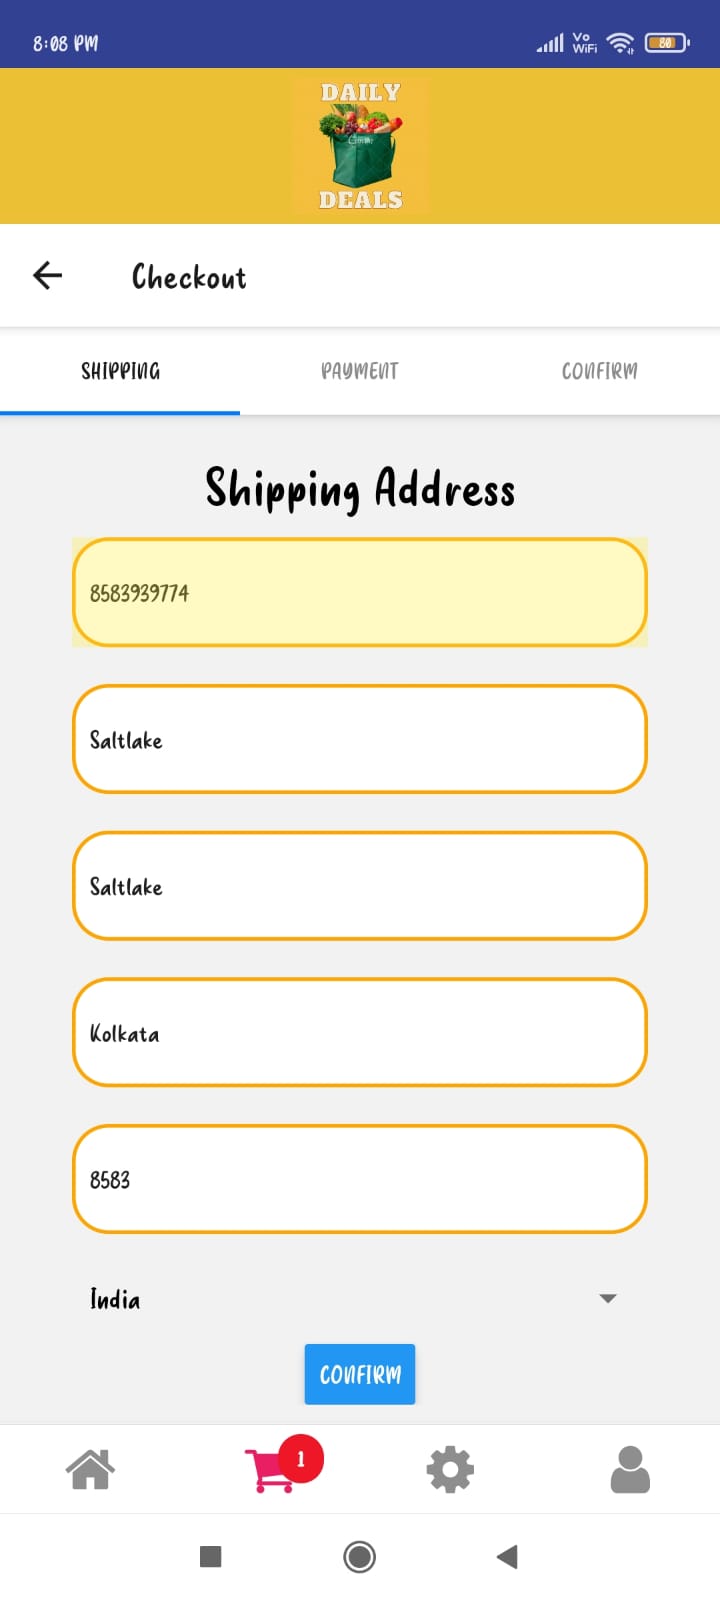 8:08 PM
Vo
WiFi
80
DAILY
DEALS
Checkout
SHIPPING
PAYMENT
CONFIRM
Shipping Address
8583939774
Saltlake
Saltlake
Kolkata
8583
India
CONFIRM
1